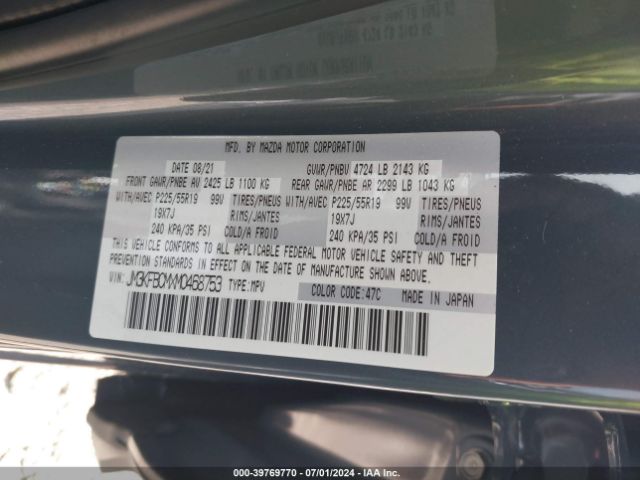 MFD. BY MAZDA MOTOR CORPORATION
DATE 08/21 GVWR/PNBV 4724 LB 2143 KG
FRONT GAWR/PNBE AV 2425 LB 1100 KG REAR GAWR/PNBE AR 2299 LB 1043 KG
WITH/AVEC P225/55R19 99V TIRES/PNEUS WITH/AVEC P225/55R19 99V TIRES/PNEUS
19X7J RIMS/JANTES 19X7J RIMS/JANTES
240 KPA/35 PSI COLD/A FROID 240 KPA/35 PSI COLD/A FROID
THIS VEHICLE CONFORMS TO ALL APPLICABLE FEDERAL MOTOR VEHICLE SAFETY AND THEFT
PREVENTION STANDARDS IN EFFECT ON THE DATE OF MANUFACTURE SHOWN ABOVE.
VIN: JM3KFBCMXM0458753 TYPE:MPV COLOR CODE:47C MADE IN JAPAN
000-39769770 - 07/01/2024 - IAA Inc.